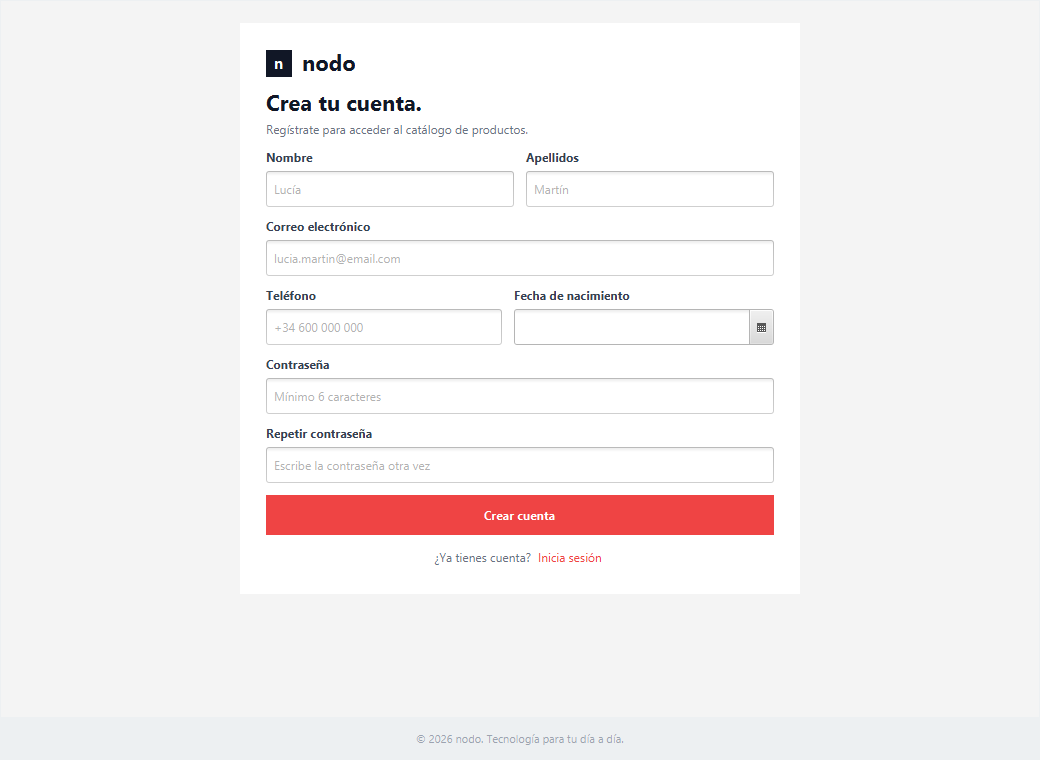 n nodo
Crea tu cuenta.
Regístrate para acceder al catálogo de productos.
Nombre Apellidos
Lucía Martín
Correo electrónico
lucia.martin@email.com
Teléfono Fecha de nacimiento
+34 600 000 000
Contraseña
Mínimo 6 caracteres
Repetir contraseña
Escribe la contraseña otra vez
Crear cuenta
¿Ya tienes cuenta? Inicia sesión
© 2026 nodo. Tecnología para tu día a día.